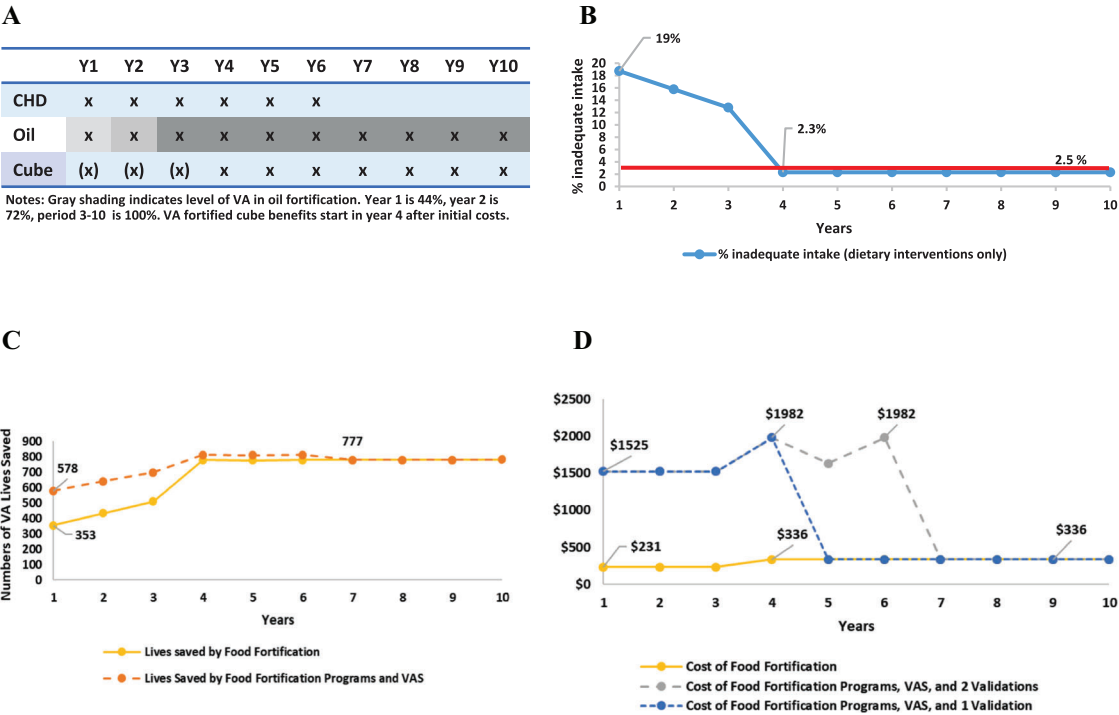 A
Y1 Y2 Y3 Y4 Y5 Y6 Y7 Y8 Y9 Y10
CHD x x x x x x
Oil x x x x x x x x x x
Cube (x) (x) (x) x x x x x x x
Notes: Gray shading indicates level of VA in oil fortification. Year 1 is 44%, year 2 is
72%, period 3-10 is 100%. VA fortified cube benefits start in year 4 after initial costs.
B
% inadequate intake
20
18
16
14
12
10
8
6
4
2
0
19%
2.3%
2.5 %
1 2 3 4 5 6 7 8 9 10
Years
% inadequate intake (dietary interventions only)
C
Numbers of VA Lives Saved
900
800
700
600
500
400
300
200
100
0
578
353
777
1 2 3 4 5 6 7 8 9 10
Years
Lives saved by Food Fortification
Lives Saved by Food Fortification Programs and VAS
D
$2500
$2000
$1500
$1000
$500
$0
$1525
$1982
$1982
$231
$336
$336
1 2 3 4 5 6 7 8 9 10
Years
Cost of Food Fortification
Cost of Food Fortification Programs, VAS, and 2 Validations
Cost of Food Fortification Programs, VAS, and 1 Validation